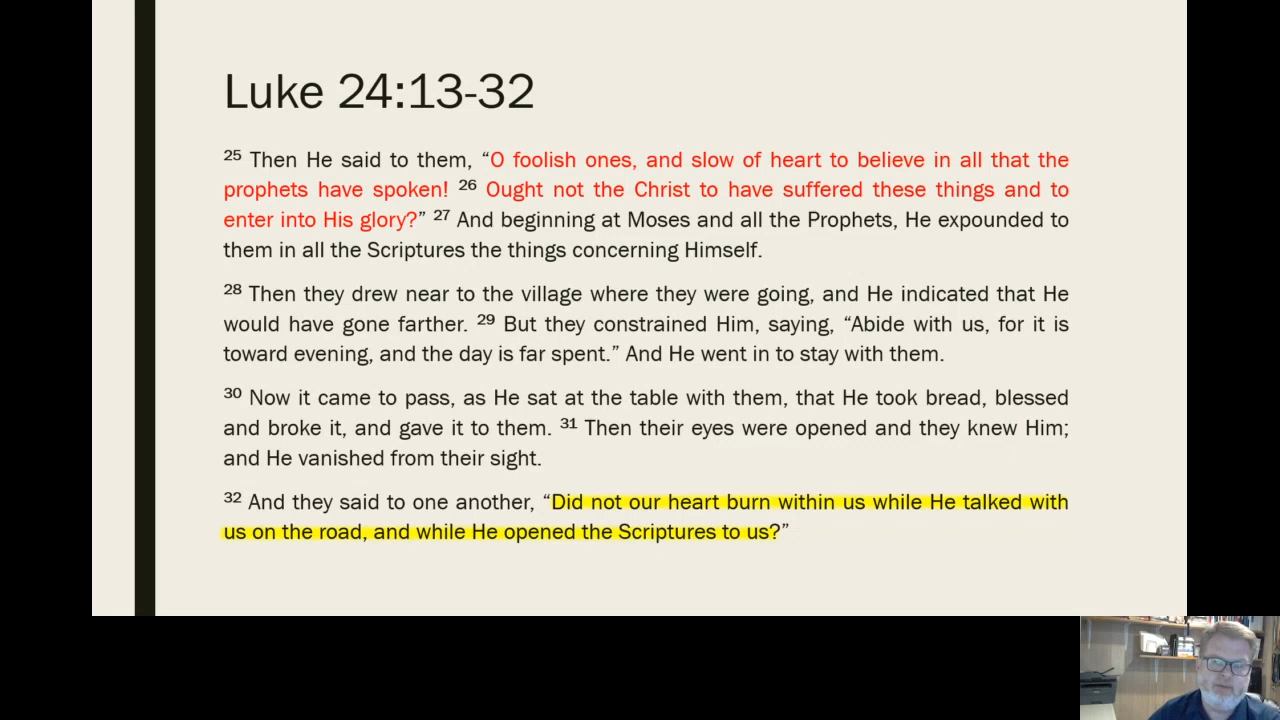 Luke 24:13-32
25 Then He said to them, “O foolish ones, and slow of heart to believe in all that the
prophets have spoken! 26 Ought not the Christ to have suffered these things and to
enter into His glory?” 27 And beginning at Moses and all the Prophets, He expounded to
them in all the Scriptures the things concerning Himself.
28 Then they drew near to the village where they were going, and He indicated that He
would have gone farther. 29 But they constrained Him, saying, “Abide with us, for it is
toward evening, and the day is far spent.” And He went in to stay with them.
30 Now it came to pass, as He sat at the table with them, that He took bread, blessed
and broke it, and gave it to them. 31 Then their eyes were opened and they knew Him;
and He vanished from their sight.
32 And they said to one another, “Did not our heart burn within us while He talked with
us on the road, and while He opened the Scriptures to us?”